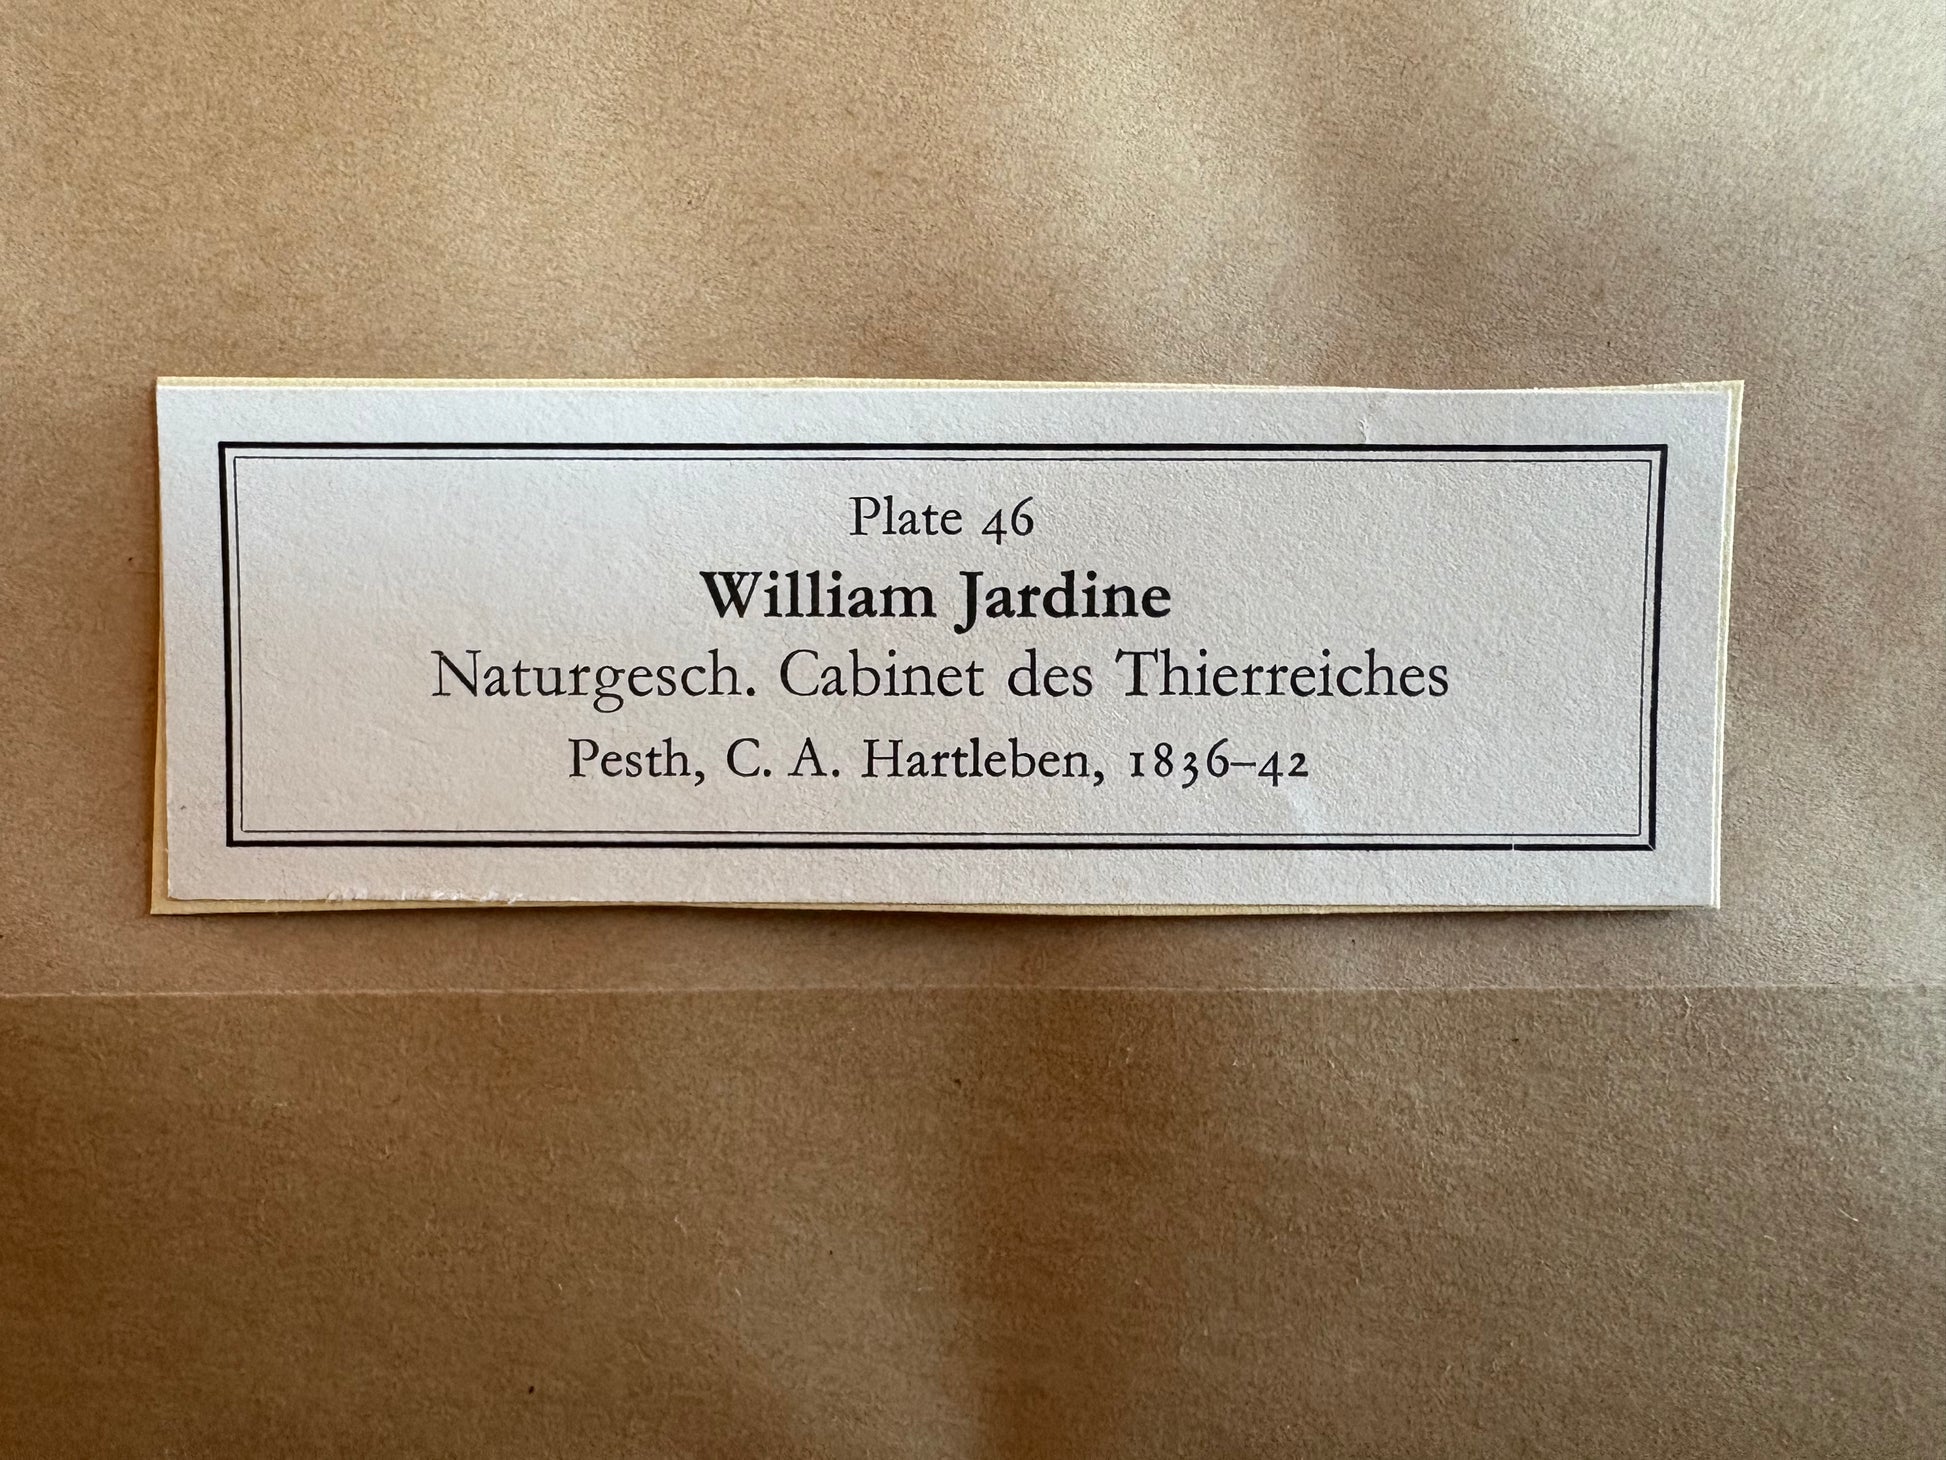 Plate 46
William Jardine
Naturgesch. Cabinet des Thierreiches
Pesth, C. A. Hartleben, 1836–42